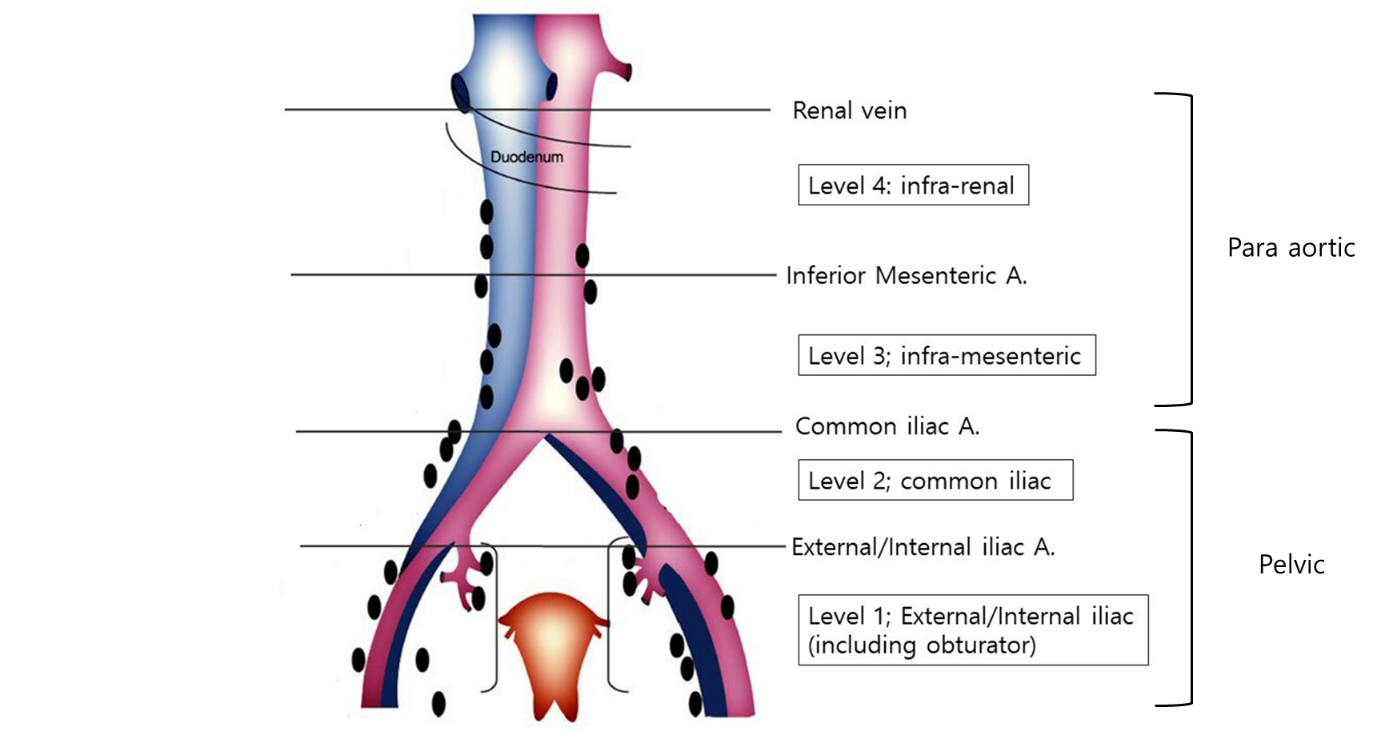 Renal vein
Duodenum
Level 4: infra-renal
Para aortic
Inferior Mesenteric A.
Level 3; infra-mesenteric
Common iliac A.
Level 2; common iliac
External/Internal iliac A.
Pelvic
Level 1; External/Internal iliac
(including obturator)